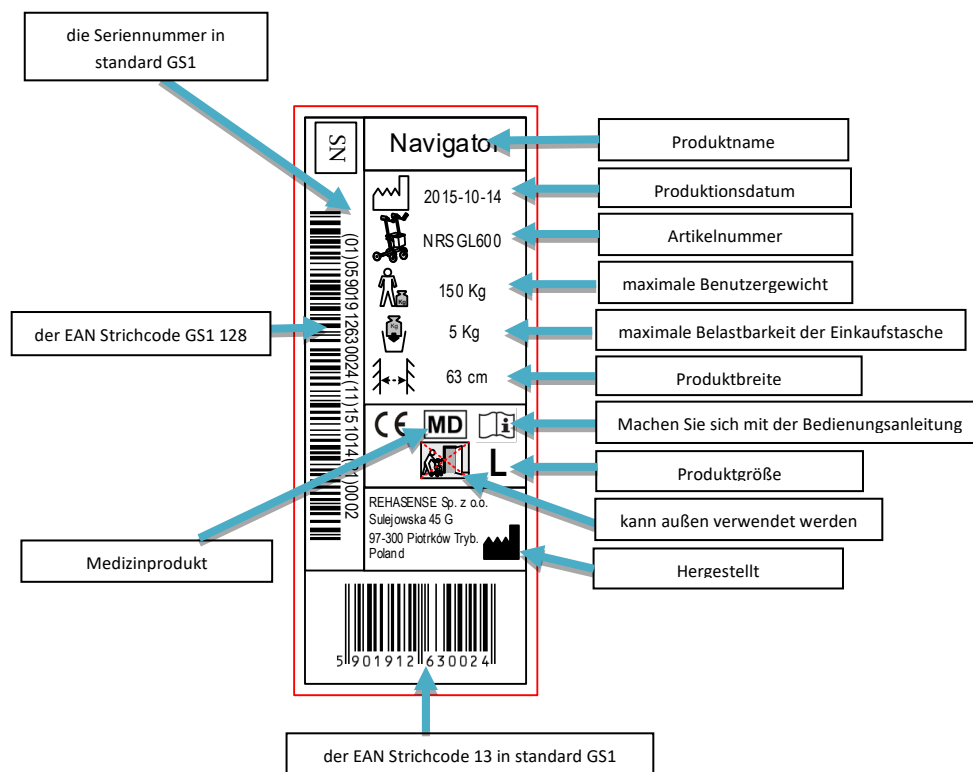 die Seriennummer in
standard GS1
SN
Navigator
Produktname
2015-10-14
Produktionsdatum
NRSGL600
Artikelnummer
Kg
150 Kg
maximale Benutzergewicht
Kg
5 Kg
maximale Belastbarkeit der Einkaufstasche
63 cm
Produktbreite
(01)05901912630024(11)151014(21)0002
der EAN Strichcode GS1 128
CE MD i
Machen Sie sich mit der Bedienungsanleitung
L
Produktgröße
kann außen verwendet werden
REHASENSE Sp. z o.o.
Sulejowska 45 G
97-300 Piotrków Tryb.
Poland
Medizinprodukt
Hergestellt
5 901912 630024
der EAN Strichcode 13 in standard GS1